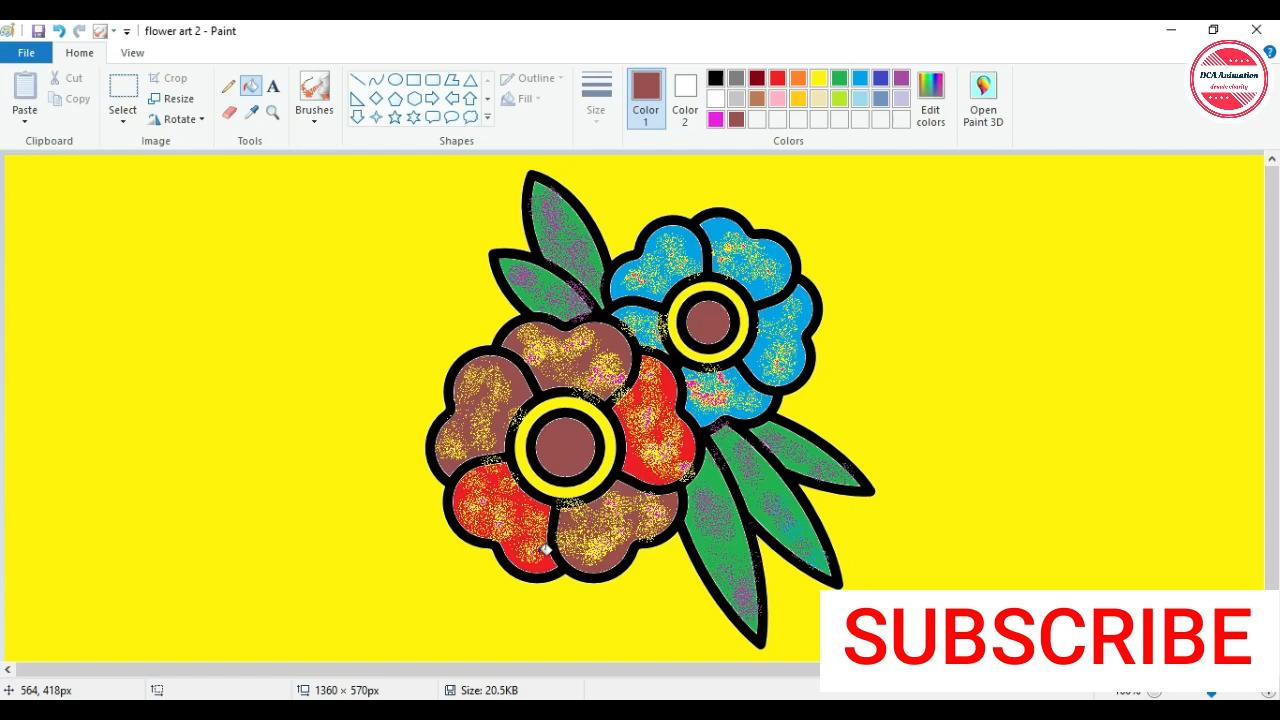 flower art 2 - Paint
File Home View
Paste
Cut
Copy
Clipboard
Select
Crop
Resize
Rotate
Image
A
Tools
Brushes
Shapes
Outline
Fill
Size
Color 1
Color 2
Colors
Edit colors
Open Paint 3D
DCA Animation
donate charity
SUBSCRIBE
564, 418px
1360 × 570px
Size: 20.5KB